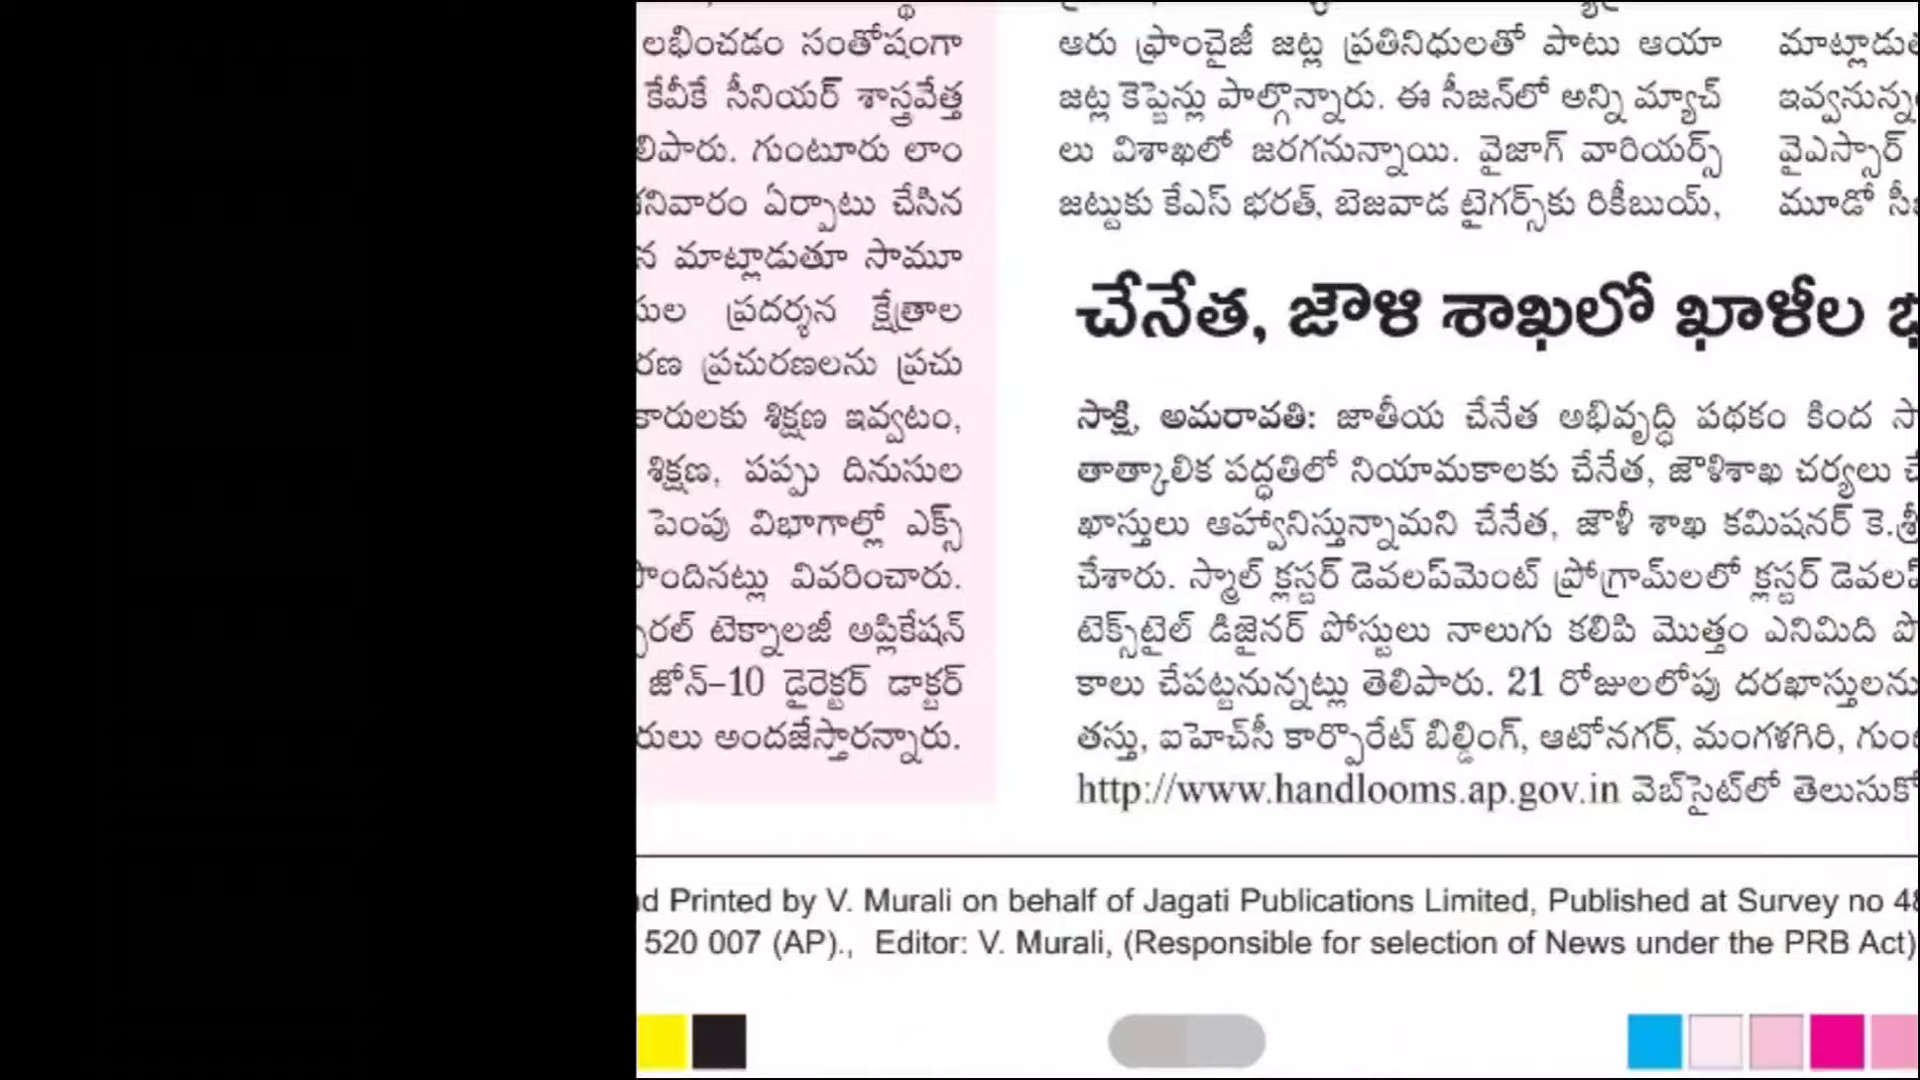 లభించడం సంతోషంగా
కేవీకే సీనియర్ శాస్త్రవేత్త
లిపారు. గుంటూరు లాం
శనివారం ఏర్పాటు చేసిన
న మాట్లాడుతూ సామూ
సుల ప్రదర్శన క్షేత్రాల
రణ ప్రచురణలను ప్రచు
కారులకు శిక్షణ ఇవ్వటం,
శిక్షణ, పప్పు దినుసుల
పెంపు విభాగాల్లో ఎక్స్
పొందినట్లు వివరించారు.
చరల్ టెక్నాలజీ అప్లికేషన్
జోన్–10 డైరెక్టర్ డాక్టర్
రులు అందజేస్తారన్నారు.
ఆరు ఫ్రాంచైజీ జట్ల ప్రతినిధులతో పాటు ఆయా
జట్ల కెప్టెన్లు పాల్గొన్నారు. ఈ సీజన్‌లో అన్ని మ్యాచ్
లు విశాఖలో జరగనున్నాయి. వైజాగ్ వారియర్స్
జట్టుకు కేఎస్ భరత్, బెజవాడ టైగర్స్‌కు రికీబుయ్,
మాట్లాడుత
ఇవ్వనున్న
వైఎస్సార్
మూడో సీ
చేనేత, జౌళి శాఖలో ఖాళీల భ
సాక్షి, అమరావతి: జాతీయ చేనేత అభివృద్ధి పథకం కింద సా
తాత్కాలిక పద్ధతిలో నియామకాలకు చేనేత, జౌళిశాఖ చర్యలు చే
ఖాస్తులు ఆహ్వానిస్తున్నామని చేనేత, జౌళీ శాఖ కమిషనర్ కె.శ్రీ
చేశారు. స్మాల్ క్లస్టర్ డెవలప్‌మెంట్ ప్రోగ్రామ్‌లలో క్లస్టర్ డెవలప్
టెక్స్‌టైల్ డిజైనర్ పోస్టులు నాలుగు కలిపి మొత్తం ఎనిమిది పో
కాలు చేపట్టనున్నట్లు తెలిపారు. 21 రోజులలోపు దరఖాస్తులను
తస్తు, ఐహెచ్‌సీ కార్పొరేట్ బిల్డింగ్, ఆటోనగర్, మంగళగిరి, గుం
http://www.handlooms.ap.gov.in వెబ్‌సైట్‌లో తెలుసుకో
nd Printed by V. Murali on behalf of Jagati Publications Limited, Published at Survey no 48
520 007 (AP)., Editor: V. Murali, (Responsible for selection of News under the PRB Act)